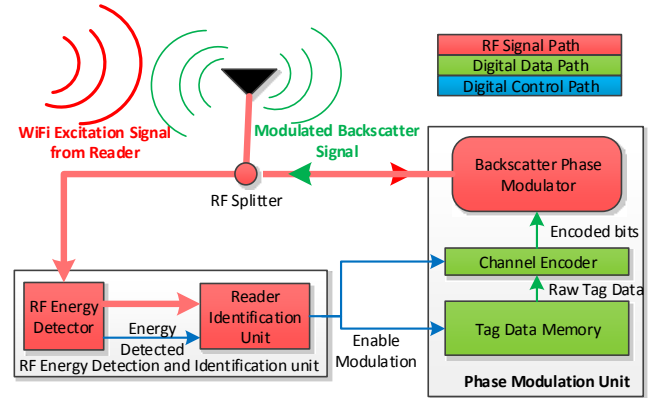 RF Signal Path
Digital Data Path
Digital Control Path
WiFi Excitation Signal
from Reader
Modulated Backscatter
Signal
RF Splitter
Backscatter Phase
Modulator
Encoded bits
Channel Encoder
Raw Tag Data
Tag Data Memory
Phase Modulation Unit
RF Energy
Detector
Energy
Detected
Reader
Identification
Unit
Enable
Modulation
RF Energy Detection and Identification unit